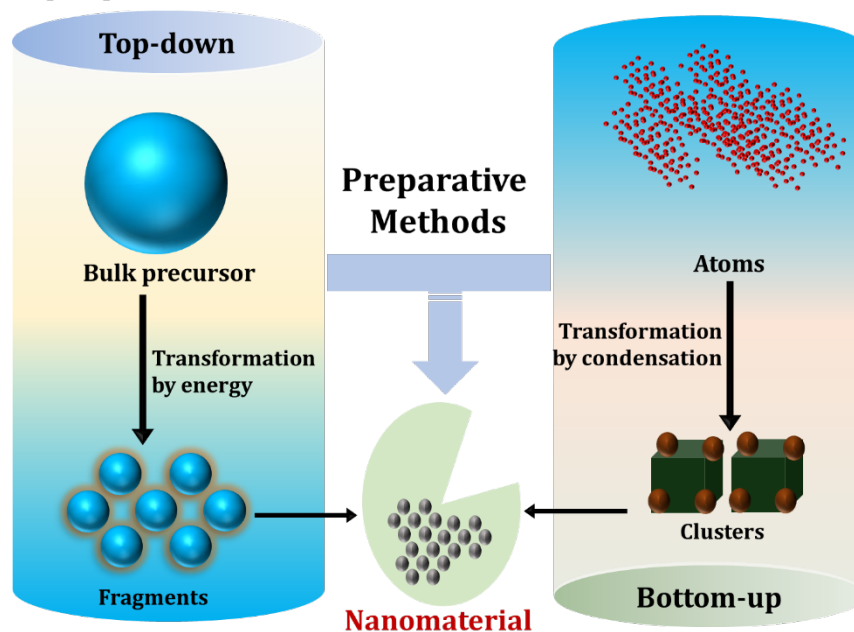 Top-down
Bulk precursor
Transformation
by energy
Fragments
Preparative
Methods
Nanomaterial
Atoms
Transformation
by condensation
Clusters
Bottom-up